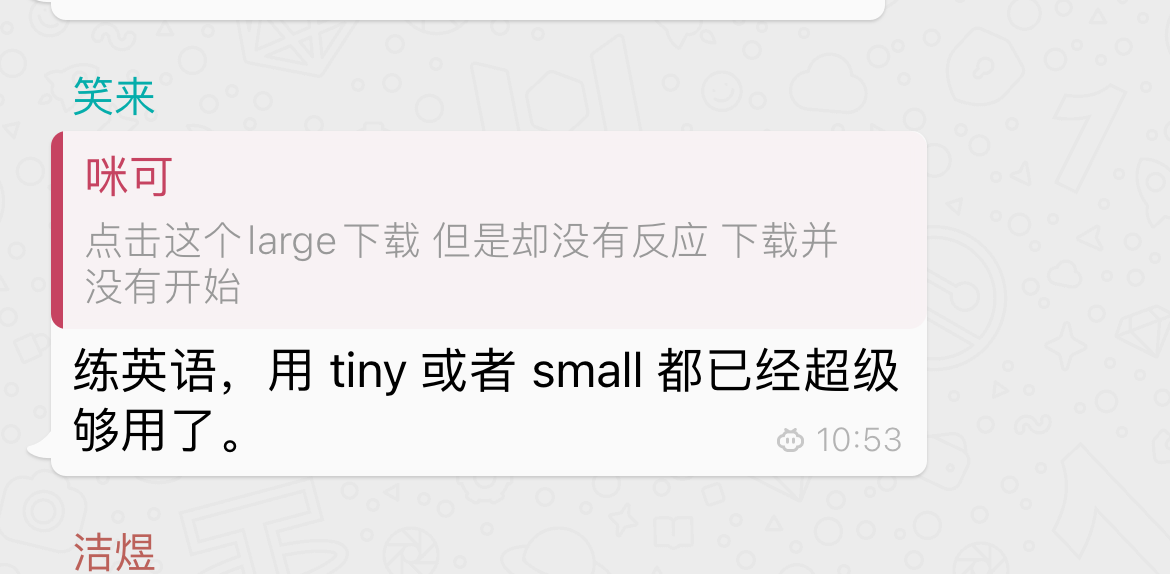 笑来
咪可
点击这个large下载 但是却没有反应 下载并
没有开始
练英语，用 tiny 或者 small 都已经超级
够用了。
10:53
洁煜